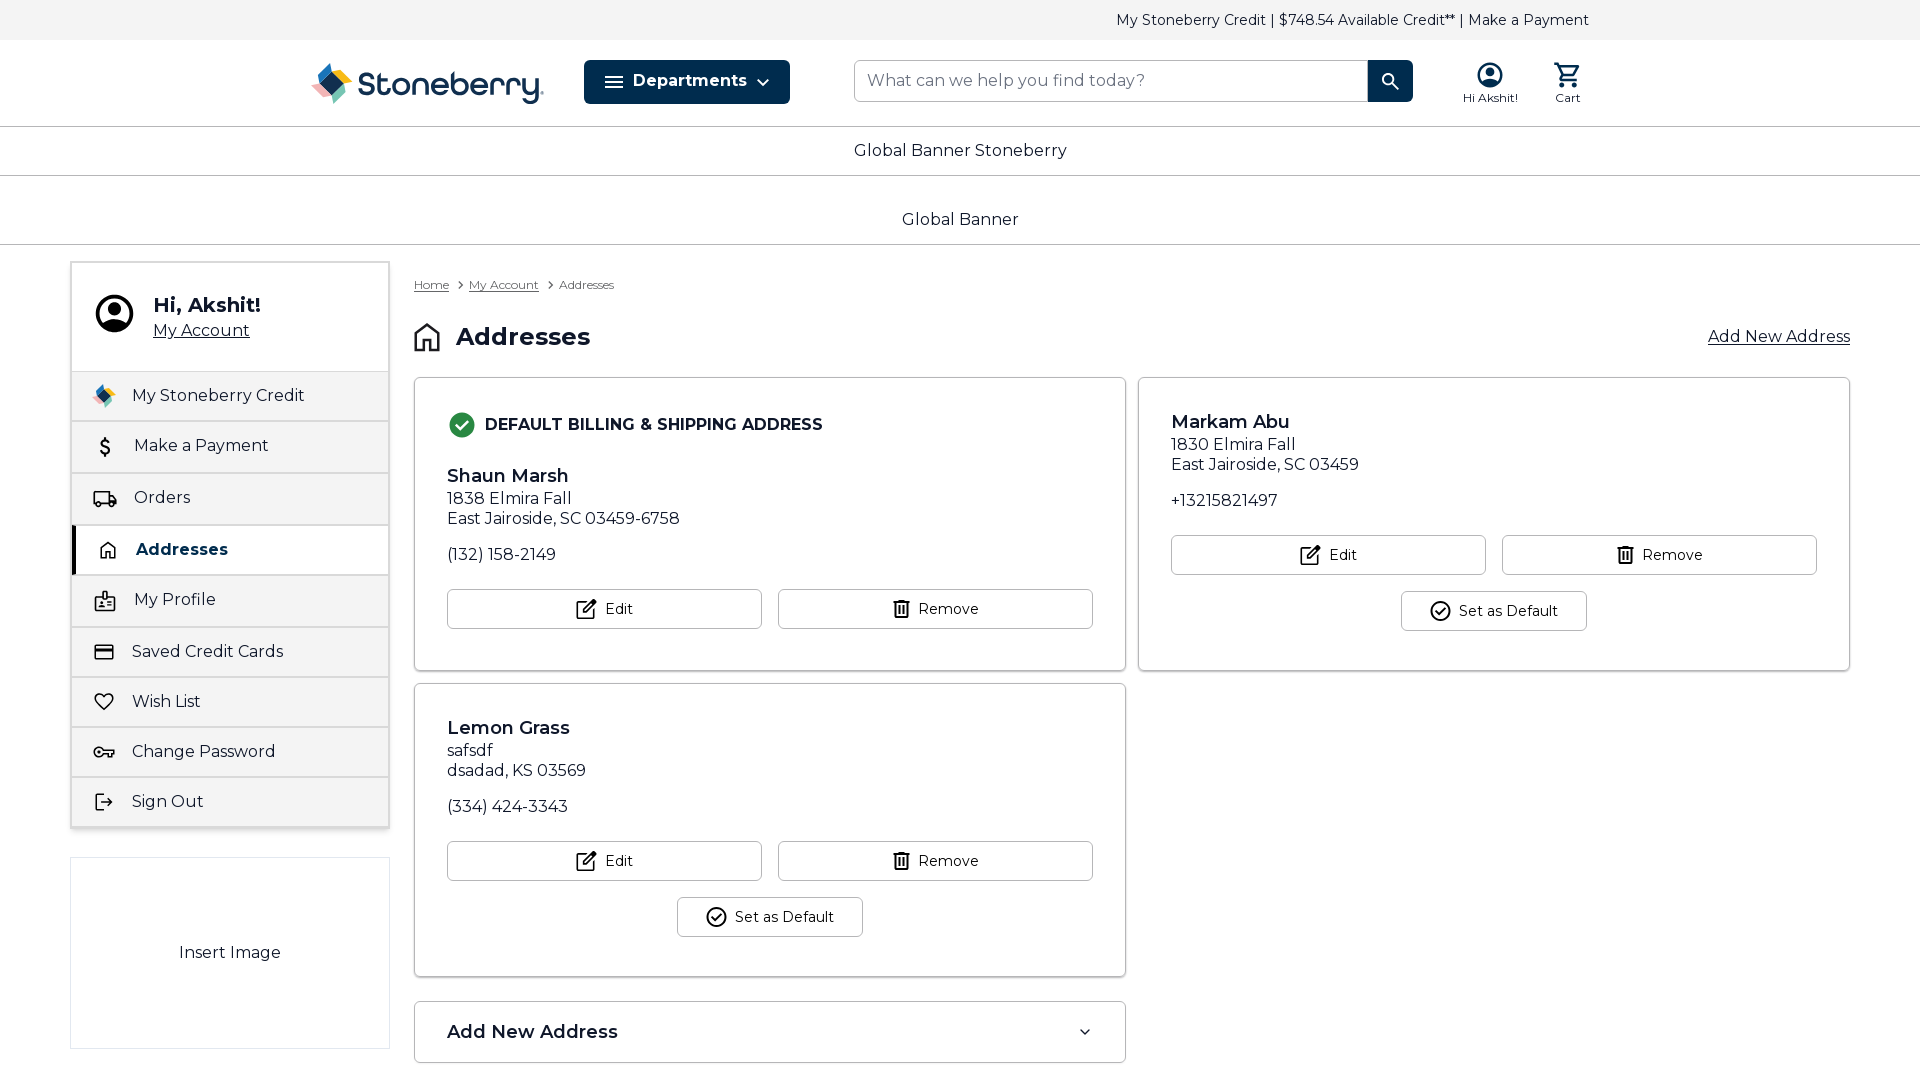 My Stoneberry Credit | $748.54 Available Credit** | Make a Payment
Stoneberry
Departments
What can we help you find today?
Hi Akshit!
Cart
Global Banner Stoneberry
Global Banner
Hi, Akshit!
My Account
My Stoneberry Credit
Make a Payment
Orders
Addresses
My Profile
Saved Credit Cards
Wish List
Change Password
Sign Out
Insert Image
Home > My Account > Addresses
Addresses
Add New Address
DEFAULT BILLING & SHIPPING ADDRESS
Shaun Marsh
1838 Elmira Fall
East Jairoside, SC 03459-6758
(132) 158-2149
Edit
Remove
Markam Abu
1830 Elmira Fall
East Jairoside, SC 03459
+13215821497
Edit
Remove
Set as Default
Lemon Grass
safsdf
dsadad, KS 03569
(334) 424-3343
Edit
Remove
Set as Default
Add New Address